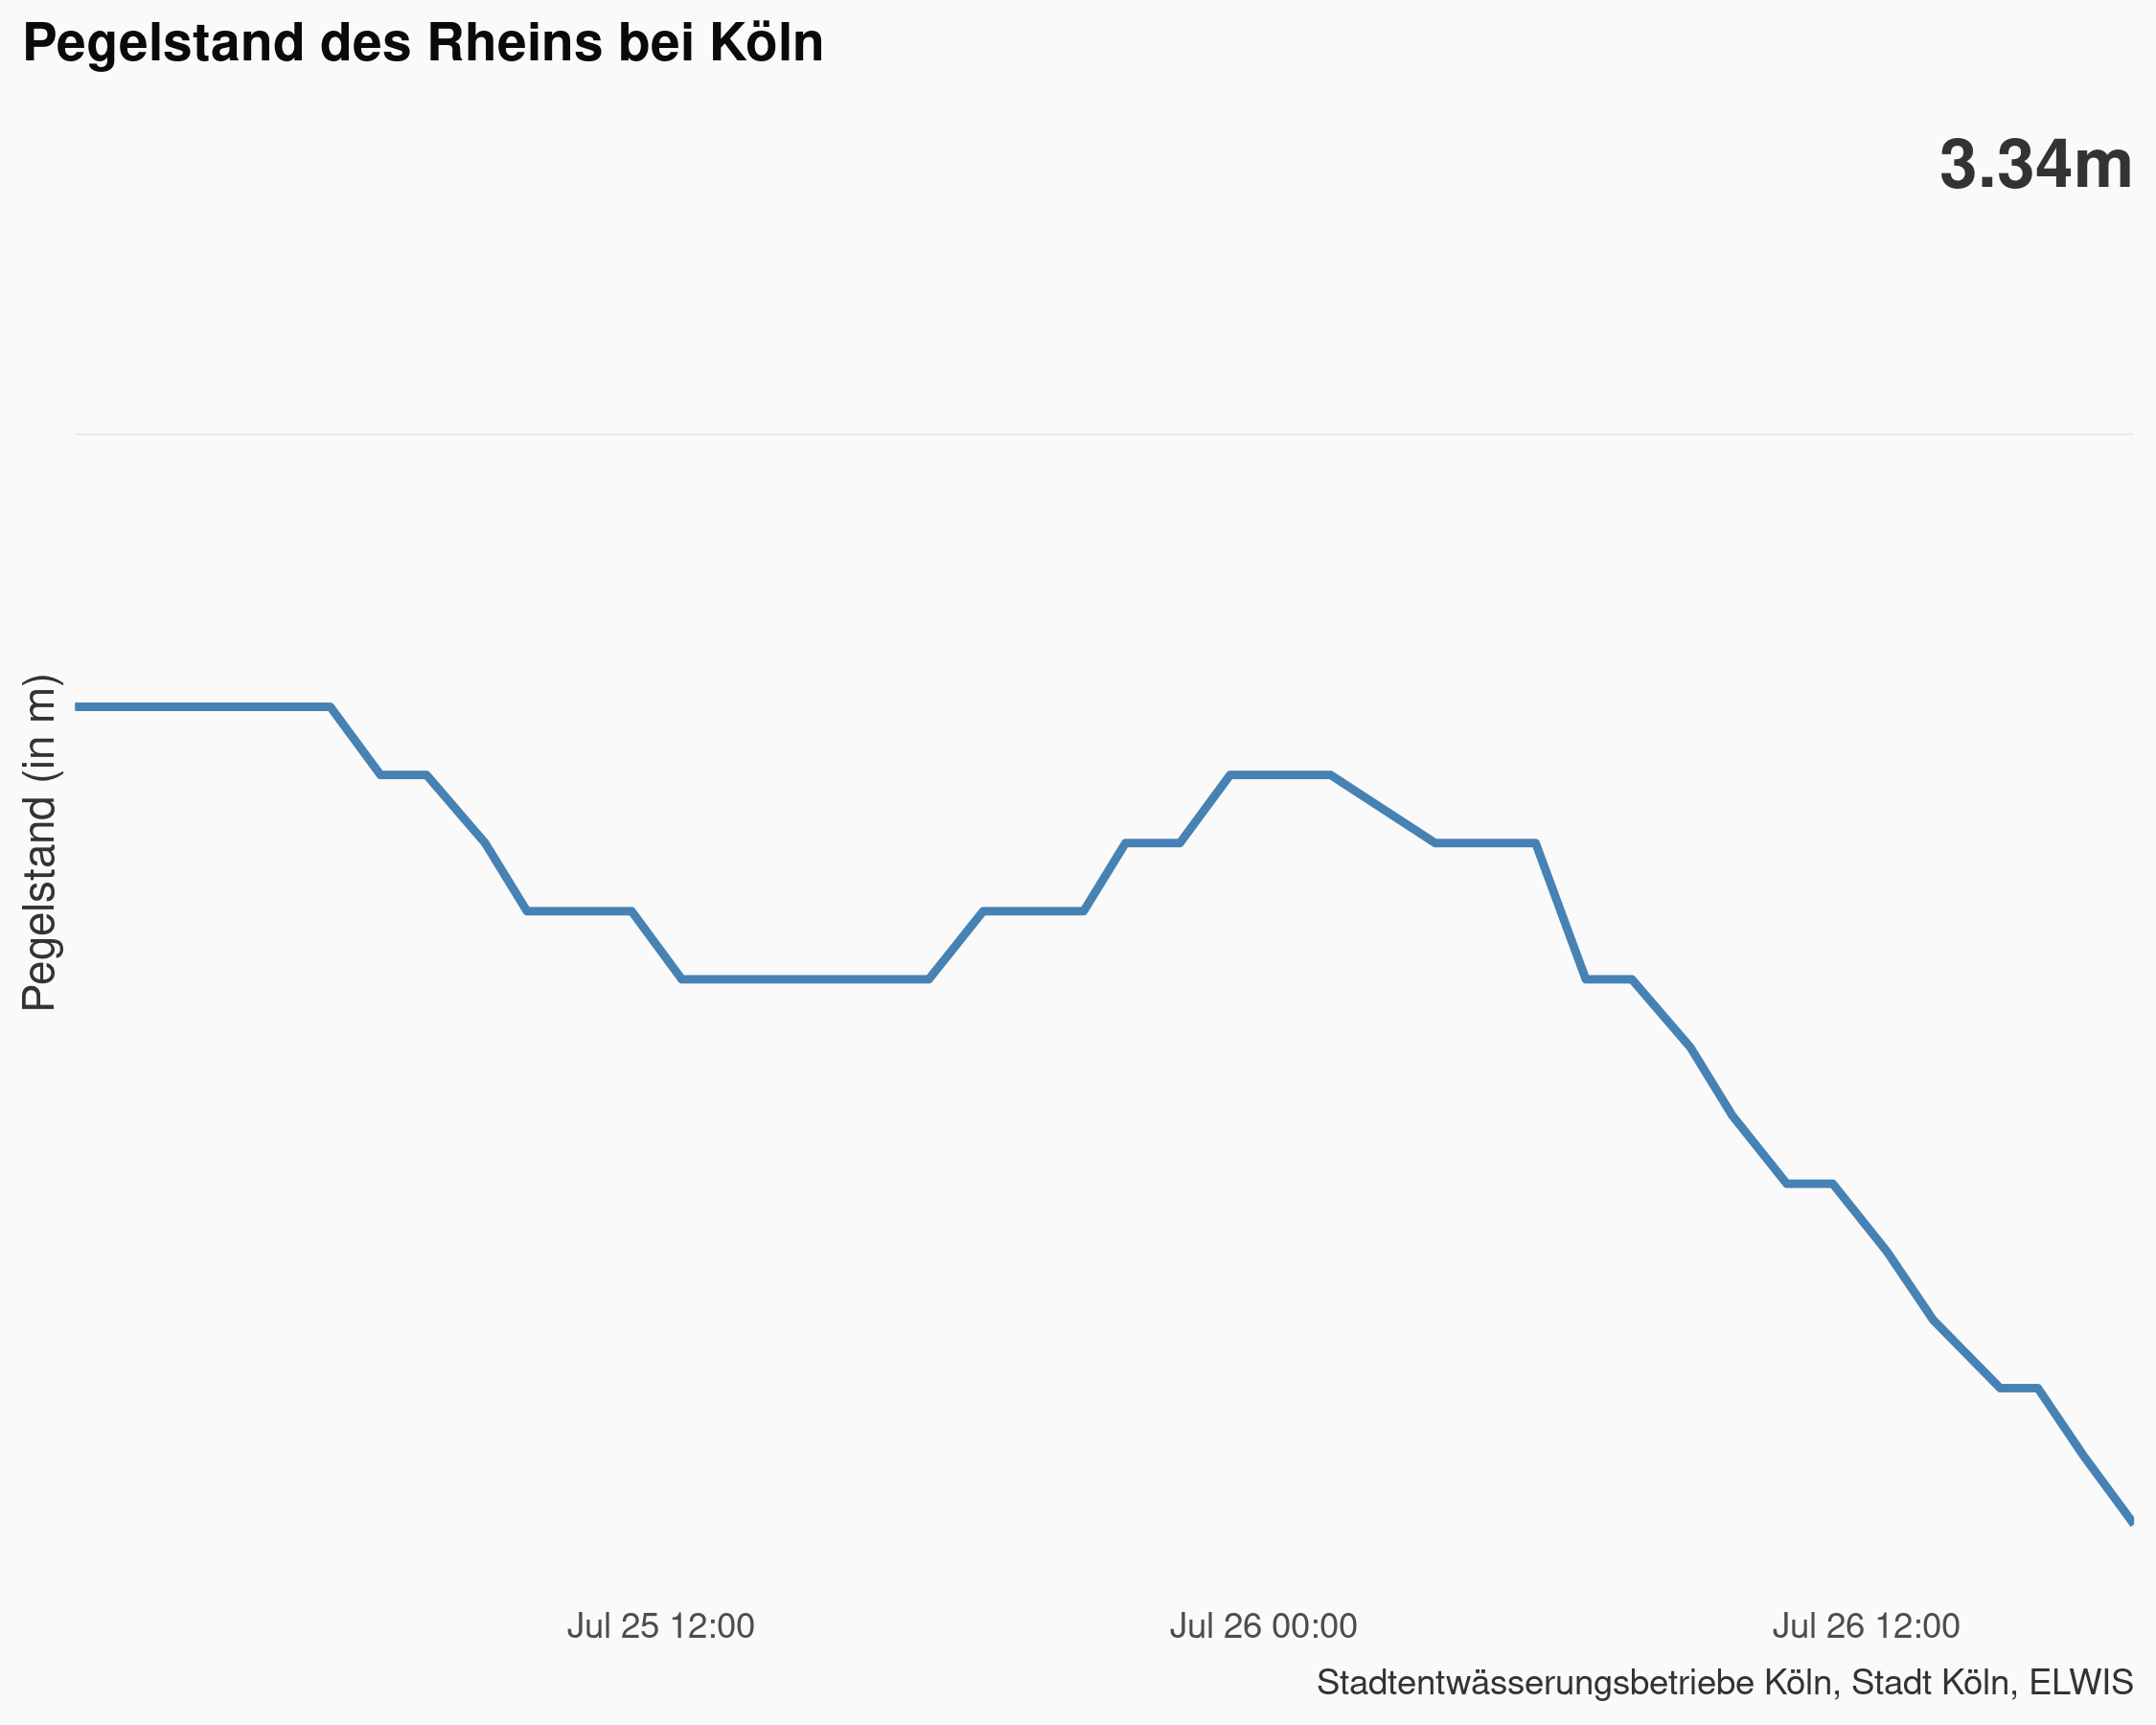 Pegelstand des Rheins bei Köln
3.34m
Pegelstand (in m)
Jul 25 12:00
Jul 26 00:00
Jul 26 12:00
Stadtentwässerungsbetriebe Köln, Stadt Köln, ELWIS